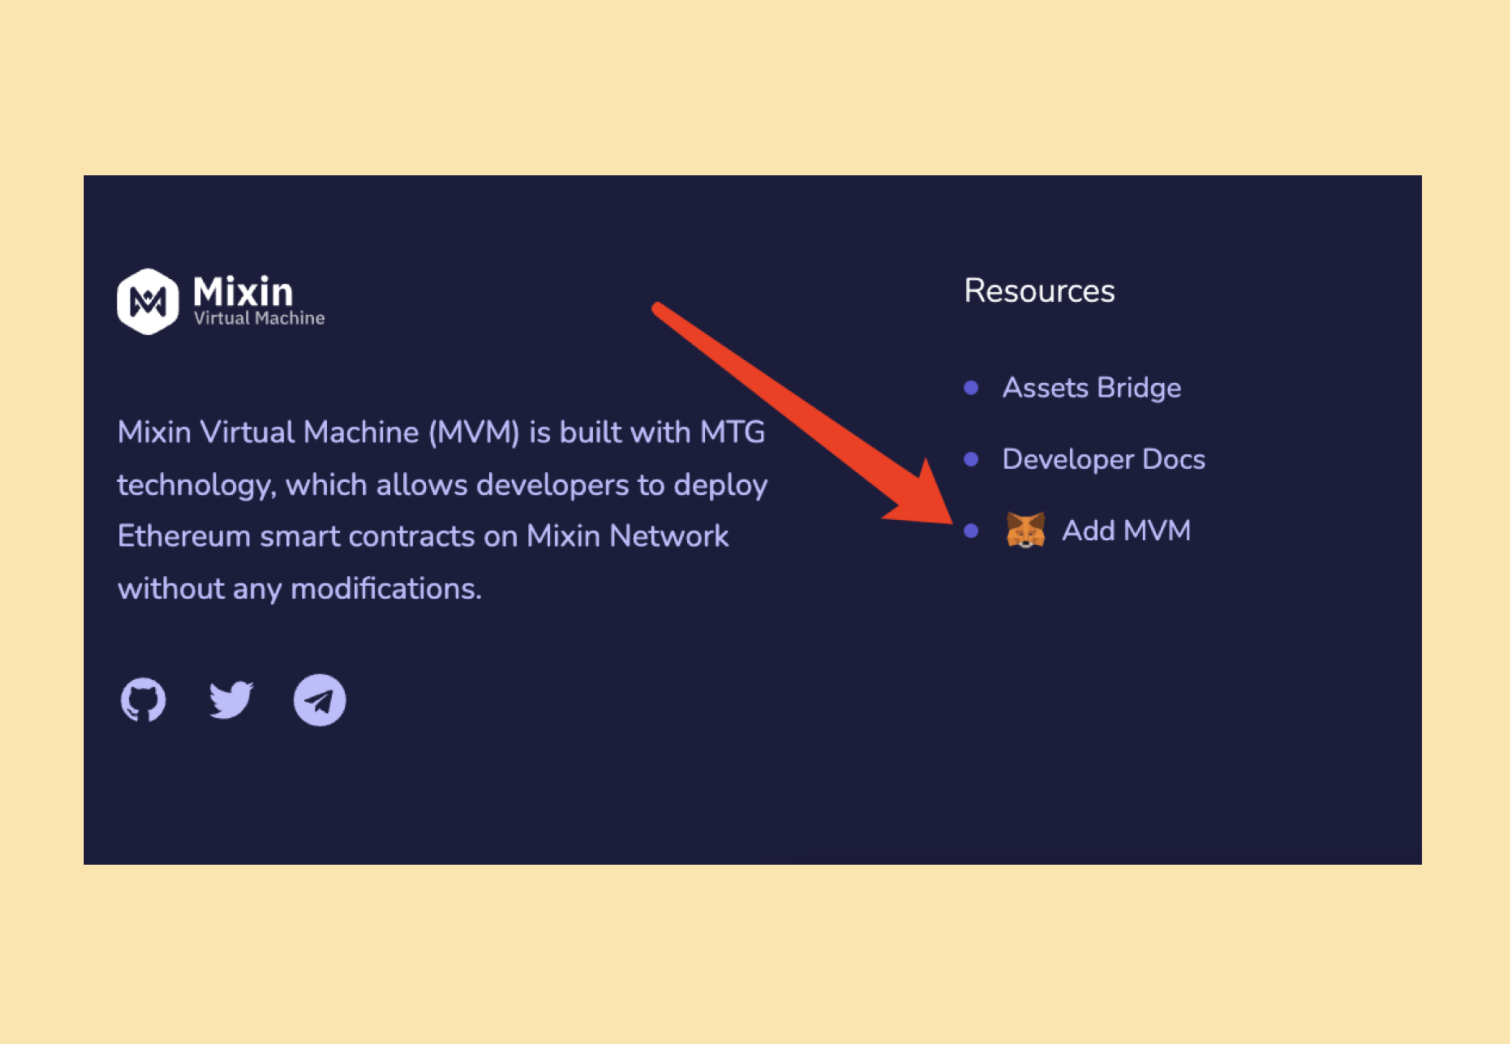 Mixin
Virtual Machine
Mixin Virtual Machine (MVM) is built with MTG
technology, which allows developers to deploy
Ethereum smart contracts on Mixin Network
without any modifications.
Resources
Assets Bridge
Developer Docs
Add MVM